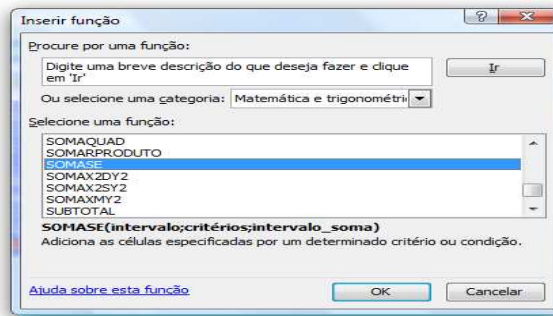 Inserir função
Procure por uma função:
Digite uma breve descrição do que deseja fazer e clique
em 'Ir'
Ir
Ou selecione uma categoria: Matemática e trigonométri
Selecione uma função:
SOMAQUAD
SOMARPRODUTO
SOMASE
SOMAX2DY2
SOMAX2SY2
SOMAXMY2
SUBTOTAL
SOMASE(intervalo;critérios;intervalo_soma)
Adiciona as células especificadas por um determinado critério ou condição.
Ajuda sobre esta função
OK
Cancelar